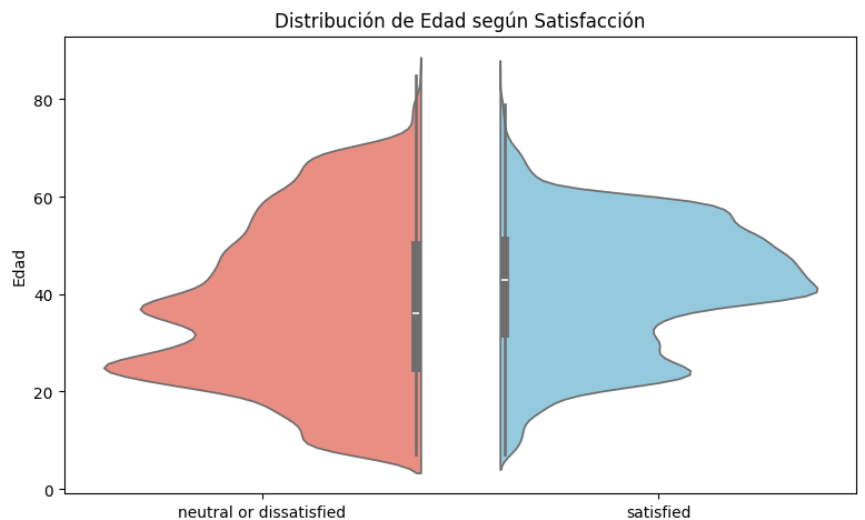 Distribución de Edad según Satisfacción
Edad
80
60
40
20
0
neutral or dissatisfied
satisfied